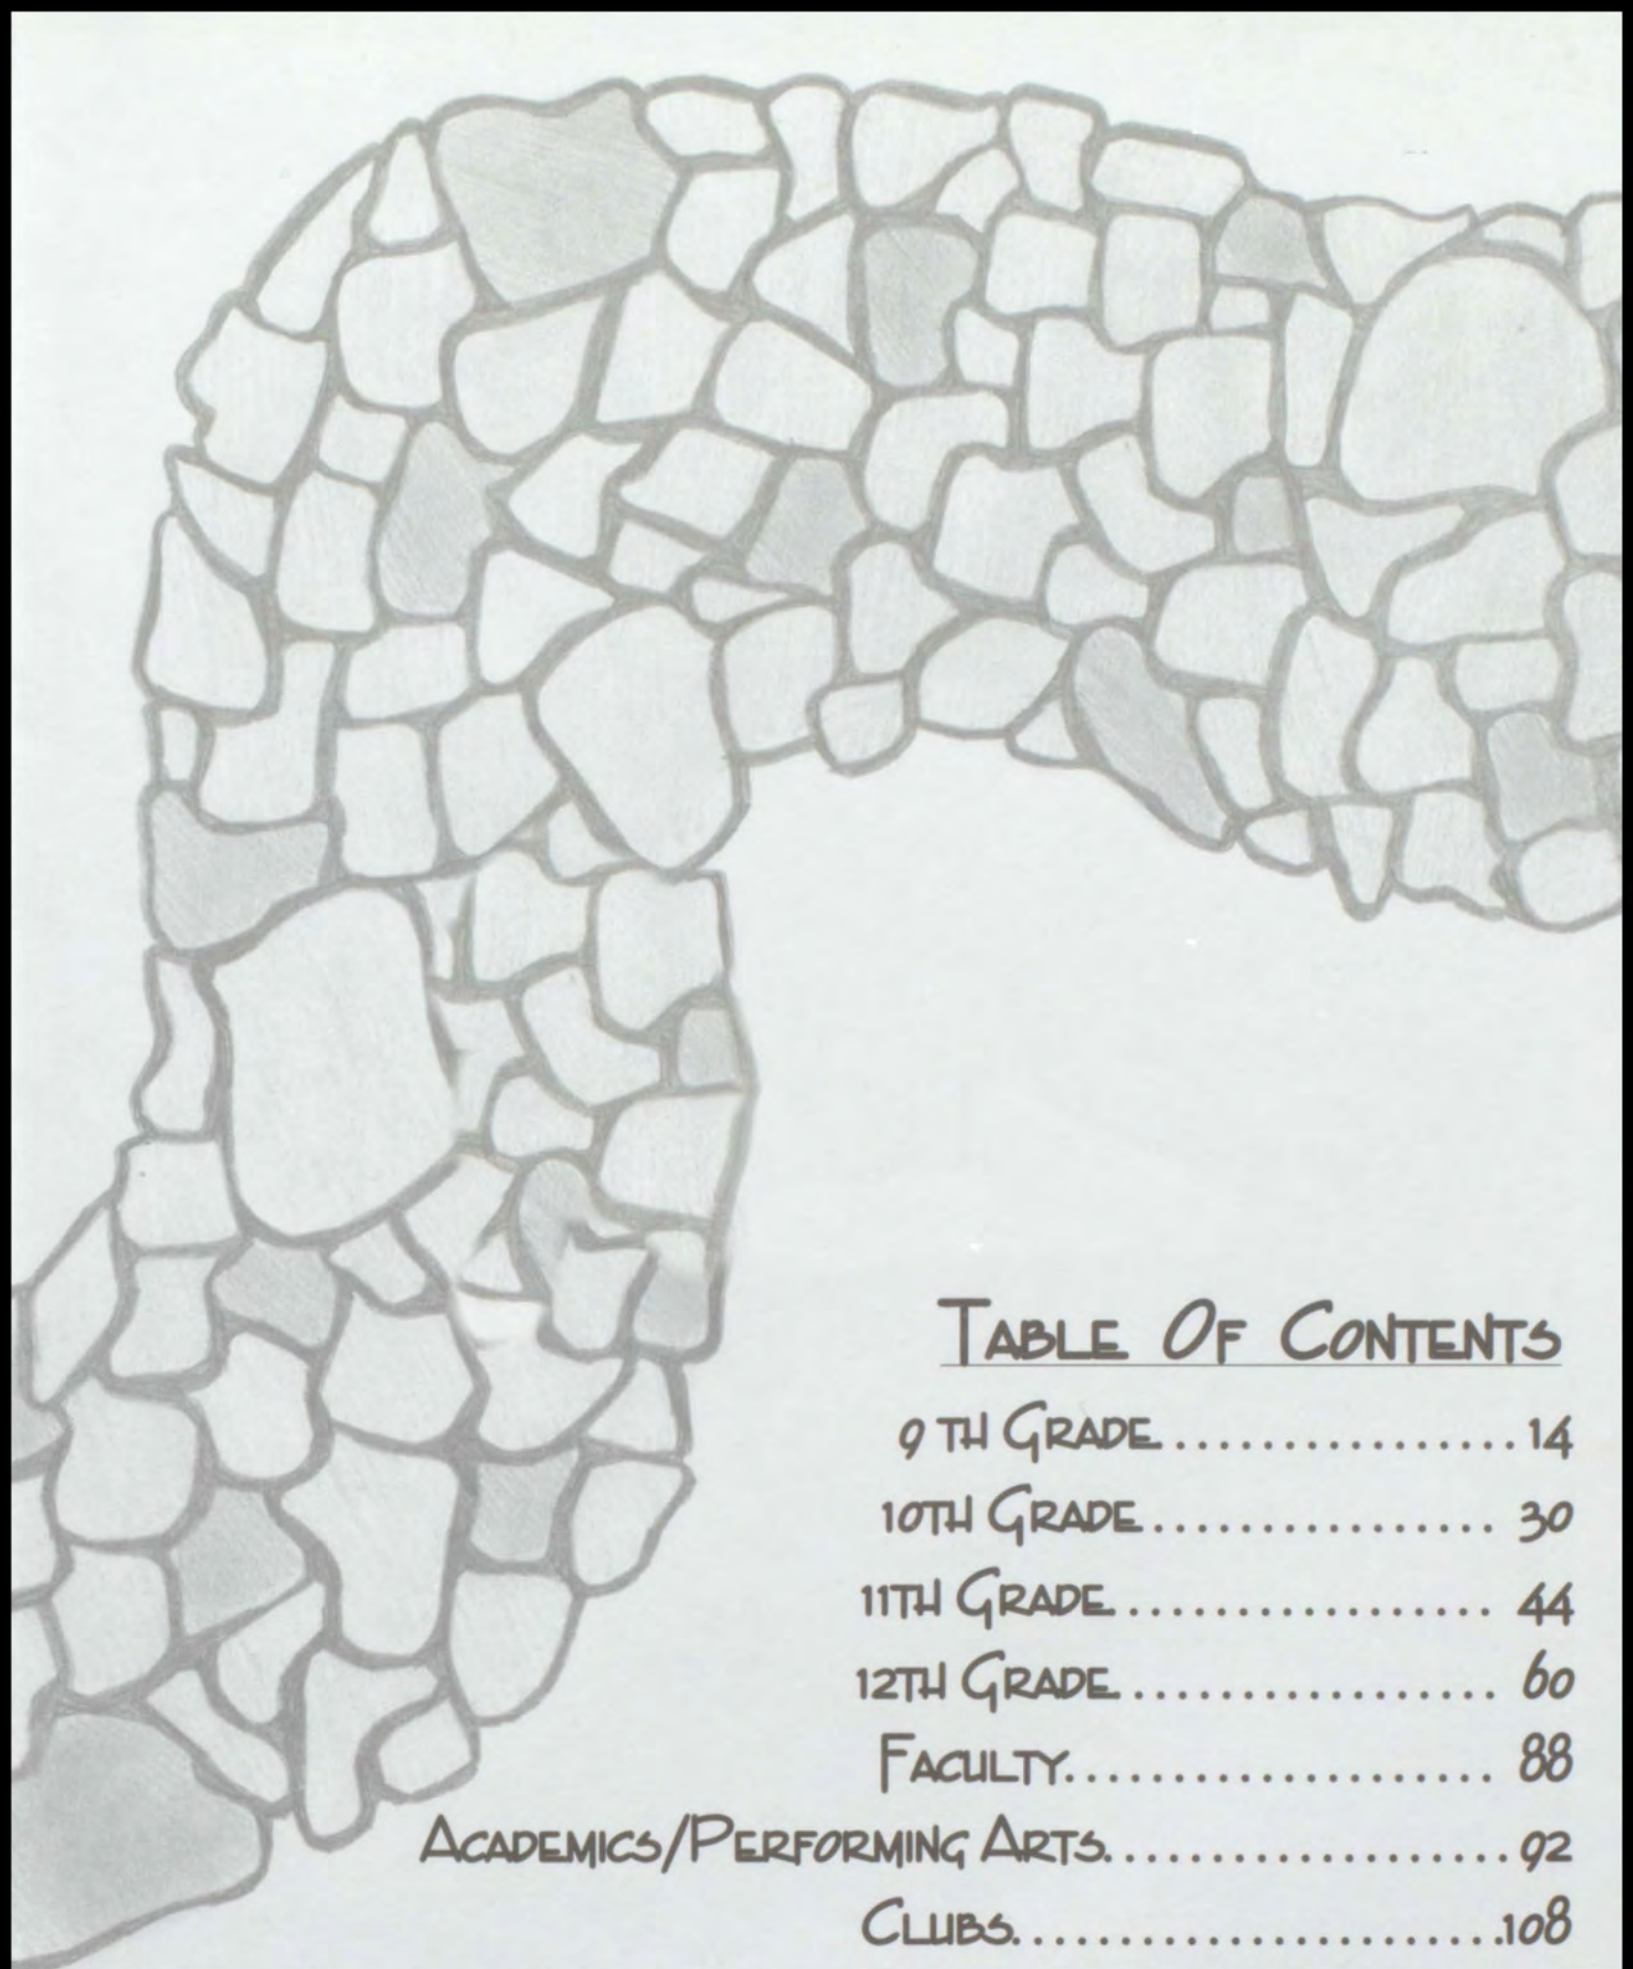 Table Of Contents
9 th Grade................14
10th Grade................ 30
11th Grade.................. 44
12th Grade.................. 60
Faculty..................... 88
Academics/Performing Arts...................92
Clubs........................108